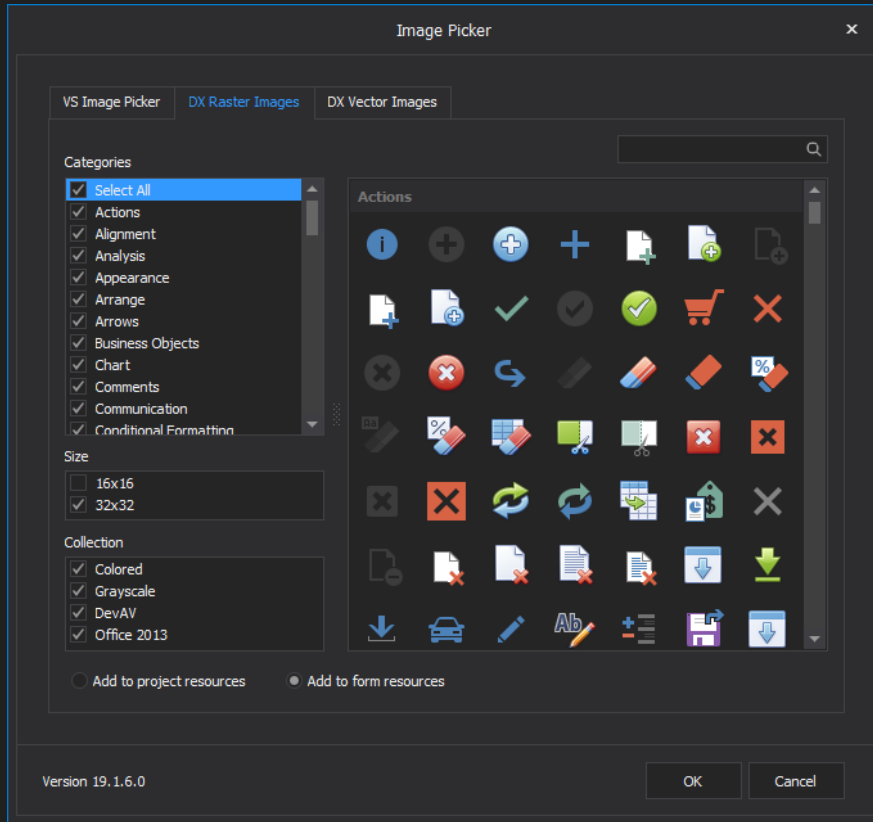 Image Picker
VS Image Picker
DX Raster Images
DX Vector Images
Categories
Select All
Actions
Alignment
Analysis
Appearance
Arrange
Arrows
Business Objects
Chart
Comments
Communication
Conditional Formatting
Size
16x16
32x32
Collection
Colored
Grayscale
DevAV
Office 2013
Actions
%
Aa
%
$
Ab
Add to project resources
Add to form resources
Version 19.1.6.0
OK
Cancel